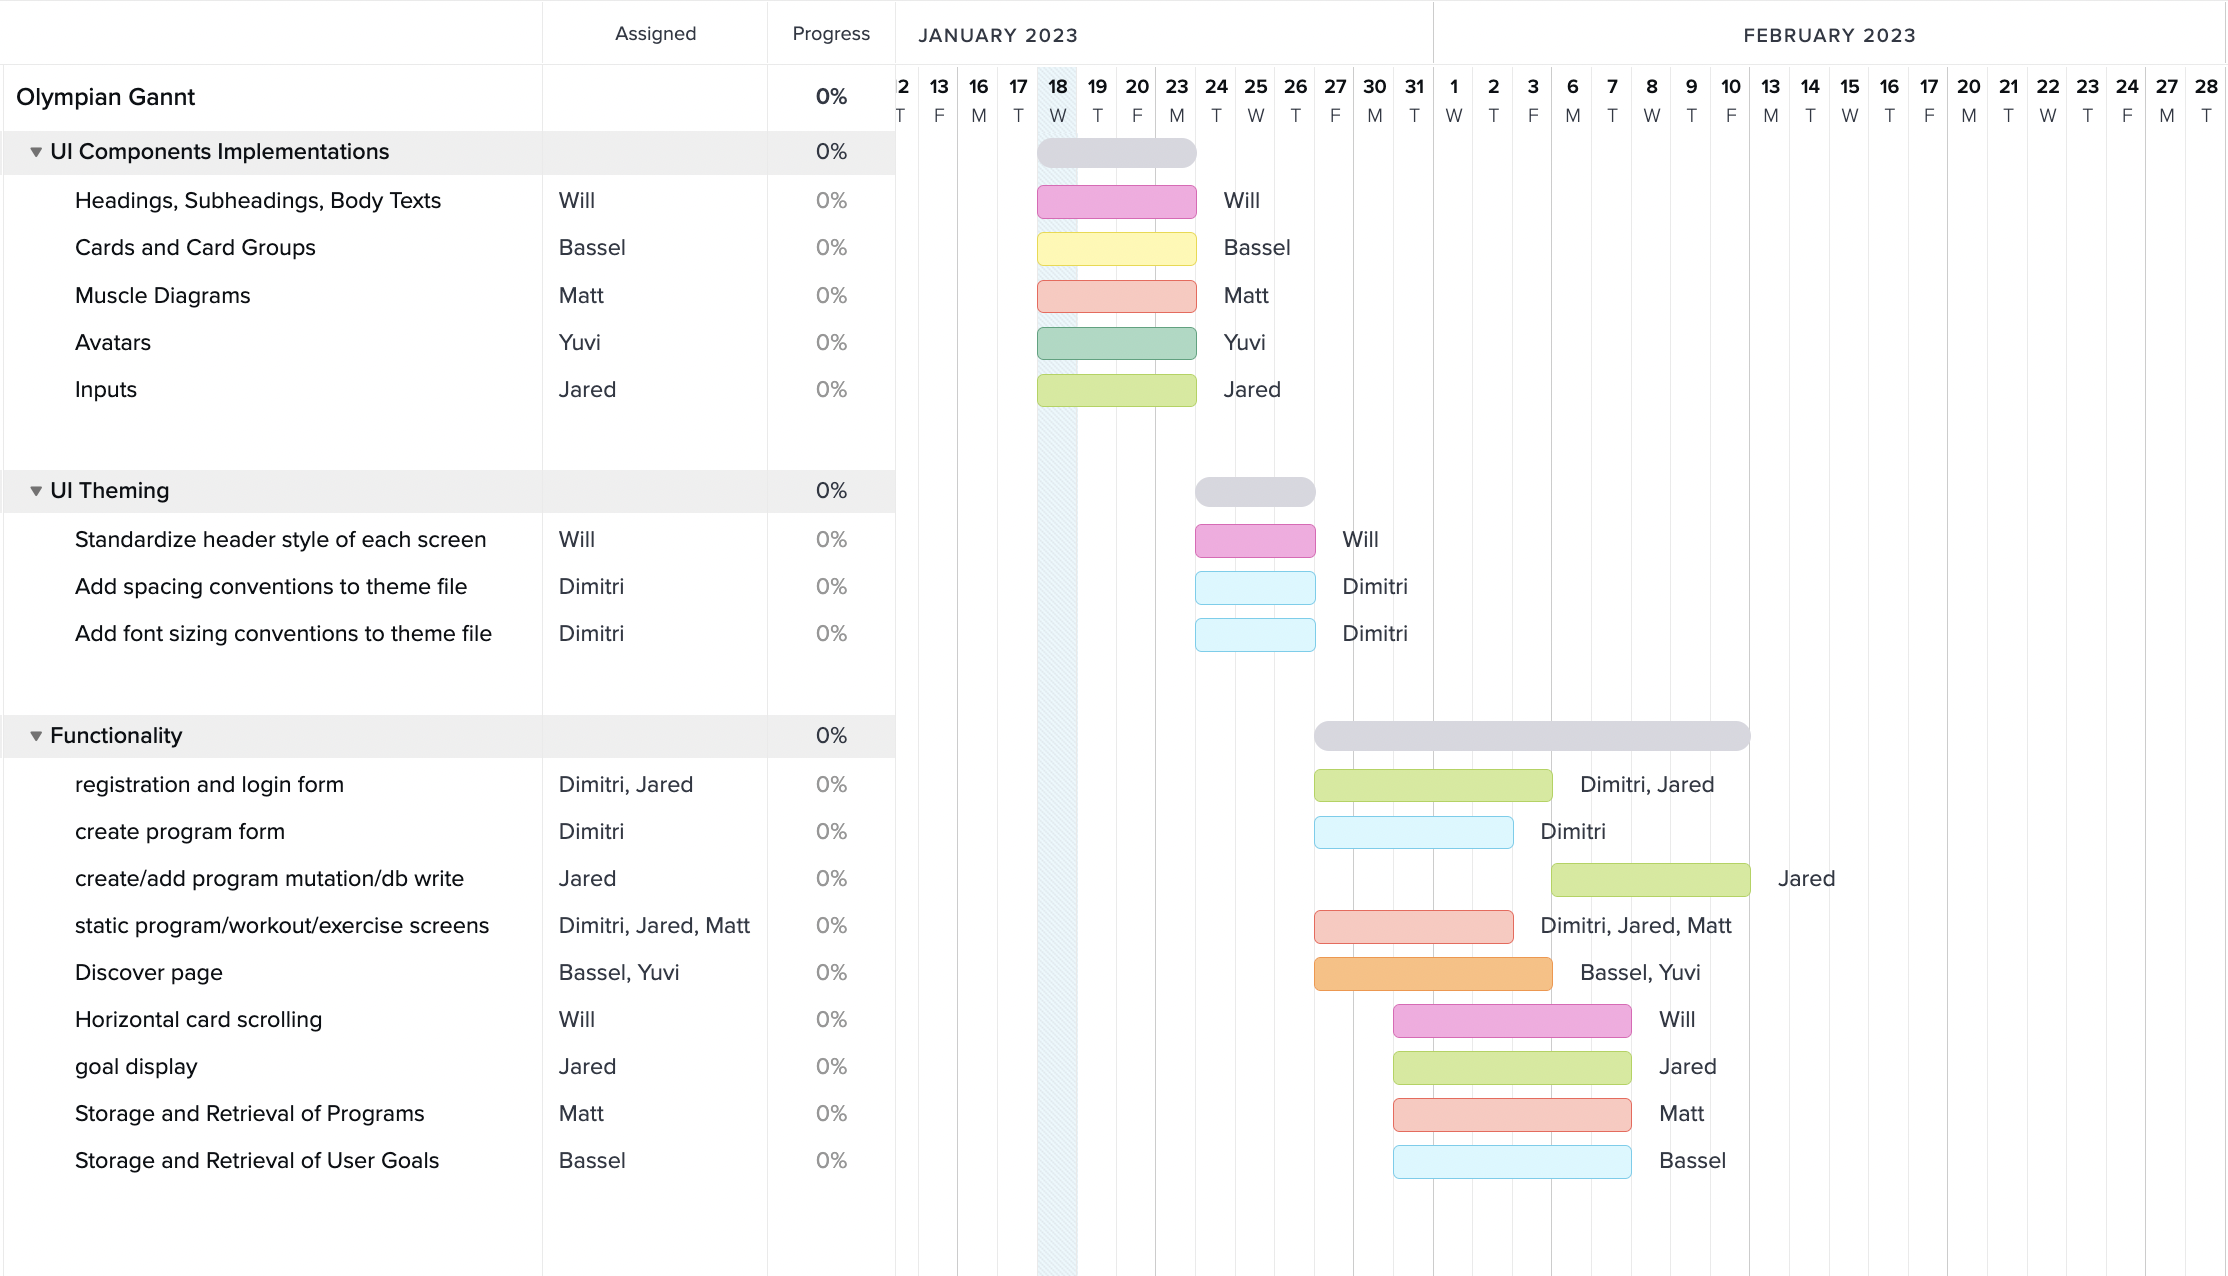 Assigned Progress JANUARY 2023 FEBRUARY 2023
Olympian Gannt 0% 2 13 16 17 18 19 20 23 24 25 26 27 30 31 1 2 3 6 7 8 9 10 13 14 15 16 17 20 21 22 23 24 27 28
T F M T W T F M T W T F M T W T F M T W T F M T W T F M T W T F M T
UI Components Implementations 0%
Headings, Subheadings, Body Texts Will 0% Will
Cards and Card Groups Bassel 0% Bassel
Muscle Diagrams Matt 0% Matt
Avatars Yuvi 0% Yuvi
Inputs Jared 0% Jared
UI Theming 0%
Standardize header style of each screen Will 0% Will
Add spacing conventions to theme file Dimitri 0% Dimitri
Add font sizing conventions to theme file Dimitri 0% Dimitri
Functionality 0%
registration and login form Dimitri, Jared 0% Dimitri, Jared
create program form Dimitri 0% Dimitri
create/add program mutation/db write Jared 0% Jared
static program/workout/exercise screens Dimitri, Jared, Matt 0% Dimitri, Jared, Matt
Discover page Bassel, Yuvi 0% Bassel, Yuvi
Horizontal card scrolling Will 0% Will
goal display Jared 0% Jared
Storage and Retrieval of Programs Matt 0% Matt
Storage and Retrieval of User Goals Bassel 0% Bassel